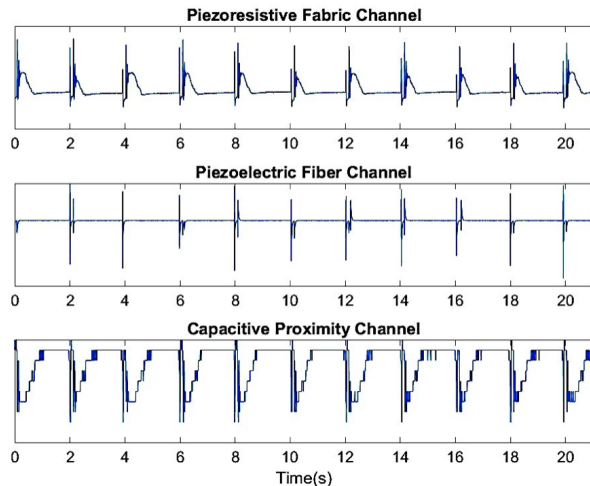 Piezoresistive Fabric Channel
0 2 4 6 8 10 12 14 16 18 20
Piezoelectric Fiber Channel
0 2 4 6 8 10 12 14 16 18 20
Capacitive Proximity Channel
0 2 4 6 8 10 12 14 16 18 20
Time(s)